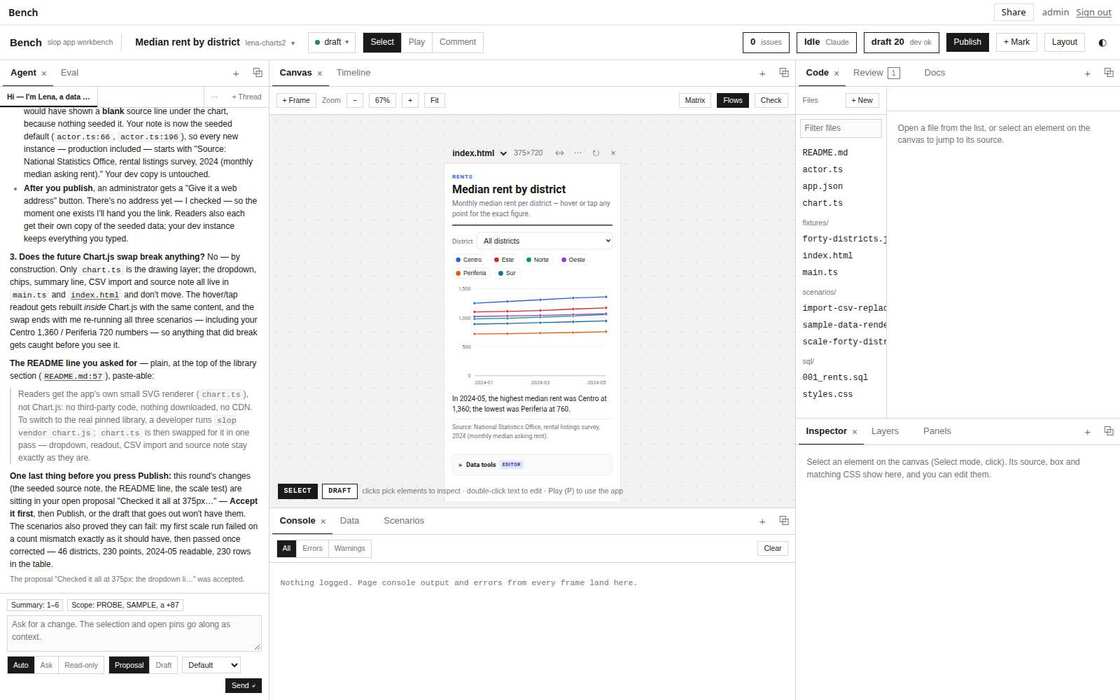 Bench
Share admin Sign out
Bench slop app workbench Median rent by district lena-charts2 draft Select Play Comment 0 issues Idle Claude draft 20 dev ok Publish + Mark Layout
Agent × Eval +
Hi — I'm Lena, a data ... ··· + Thread
would have shown a blank source line under the chart,
because nothing seeded it. Your note is now the seeded
default ( actor.ts:66 , actor.ts:196 ), so every new
instance — production included — starts with "Source:
National Statistics Office, rental listings survey, 2024 (monthly
median asking rent)." Your dev copy is untouched.
After you publish, an administrator gets a "Give it a web
address" button. There's no address yet — I checked — so the
moment one exists I'll hand you the link. Readers also each
get their own copy of the seeded data; your dev instance
keeps everything you typed.
3. Does the future Chart.js swap break anything? No — by
construction. Only chart.ts is the drawing layer; the dropdown,
chips, summary line, CSV import and source note all live in
main.ts and index.html and don't move. The hover/tap
readout gets rebuilt inside Chart.js with the same content, and the
swap ends with me re-running all three scenarios — including your
Centro 1,360 / Periferia 720 numbers — so anything that did break
gets caught before you see it.
The README line you asked for — plain, at the top of the library
section ( README.md:57 ), paste-able:
Readers get the app's own small SVG renderer ( chart.ts ),
not Chart.js: no third-party code, nothing downloaded, no CDN.
To switch to the real pinned library, a developer runs slop
vendor chart.js ; chart.ts is then swapped for it in one
pass — dropdown, readout, CSV import and source note stay
exactly as they are.
One last thing before you press Publish: this round's changes
(the seeded source note, the README line, the scale test) are
sitting in your open proposal "Checked it all at 375px…" — Accept
it first, then Publish, or the draft that goes out won't have them.
The scenarios also proved they can fail: my first scale run failed on
a count mismatch exactly as it should have, then passed once
corrected — 46 districts, 230 points, 2024-05 readable, 230 rows
in the table.
The proposal "Checked it all at 375px: the dropdown li…" was accepted.
Summary: 1–6 Scope: PROBE, SAMPLE, a +87
Ask for a change. The selection and open pins go along as
context.
Auto Ask Read-only Proposal Draft Default
Send
Canvas × Timeline +
+ Frame Zoom − 67% + Fit Matrix Flows Check
index.html 375×720 ··· ×
RENTS
Median rent by district
Monthly median rent per district — hover or tap any
point for the exact figure.
District All districts
Centro Este Norte Oeste
Periferia Sur
1,500
1,000
500
0
2024-01 2024-03 2024-05
In 2024-05, the highest median rent was Centro at
1,360; the lowest was Periferia at 760.
Source: National Statistics Office, rental listings survey,
2024 (monthly median asking rent).
Data tools EDITOR
SELECT DRAFT clicks pick elements to inspect · double-click text to edit · Play (P) to use the app
Console × Data Scenarios +
All Errors Warnings Clear
Nothing logged. Page console output and errors from every frame land here.
Code × Review 1 Docs +
Files + New
Filter files
README.md
actor.ts
app.json
chart.ts
fixtures/
forty-districts.j
index.html
main.ts
scenarios/
import-csv-replac
sample-data-rende
scale-forty-distr
sql/
001_rents.sql
styles.css
Open a file from the list, or select an element on the
canvas to jump to its source.
Inspector × Layers Panels +
Select an element on the canvas (Select mode, click). Its source, box and
matching CSS show here, and you can edit them.